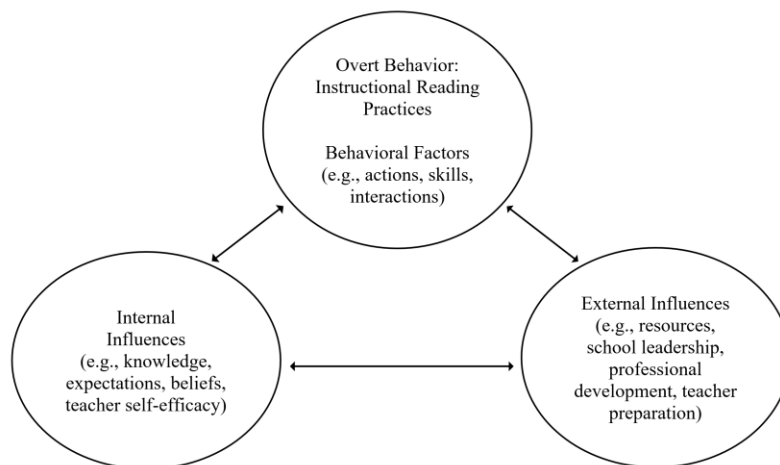 Overt Behavior:
Instructional Reading
Practices
Behavioral Factors
(e.g., actions, skills,
interactions)
Internal
Influences
(e.g., knowledge,
expectations, beliefs,
teacher self-efficacy)
External Influences
(e.g., resources,
school leadership,
professional
development, teacher
preparation)